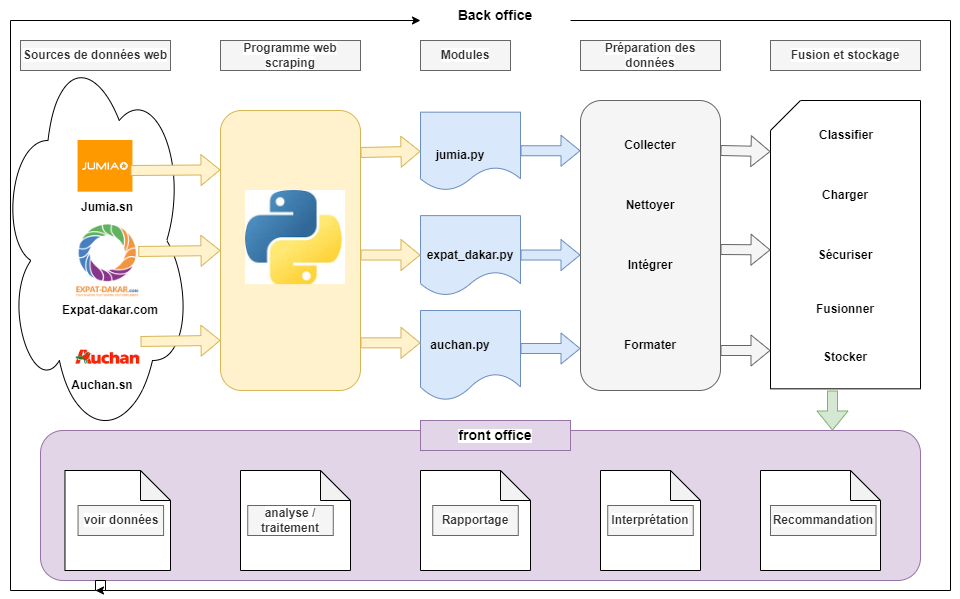 Back office
Sources de données web
Programme web
scraping
Modules
Préparation des
données
Fusion et stockage
JUMIA
Jumia.sn
EXPAT-DAKAR.com
Expat-dakar.com
Auchan
Auchan.sn
jumia.py
expat_dakar.py
auchan.py
Collecter
Nettoyer
Intégrer
Formater
Classifier
Charger
Sécuriser
Fusionner
Stocker
front office
voir données
analyse /
traitement
Rapportage
Interprétation
Recommandation